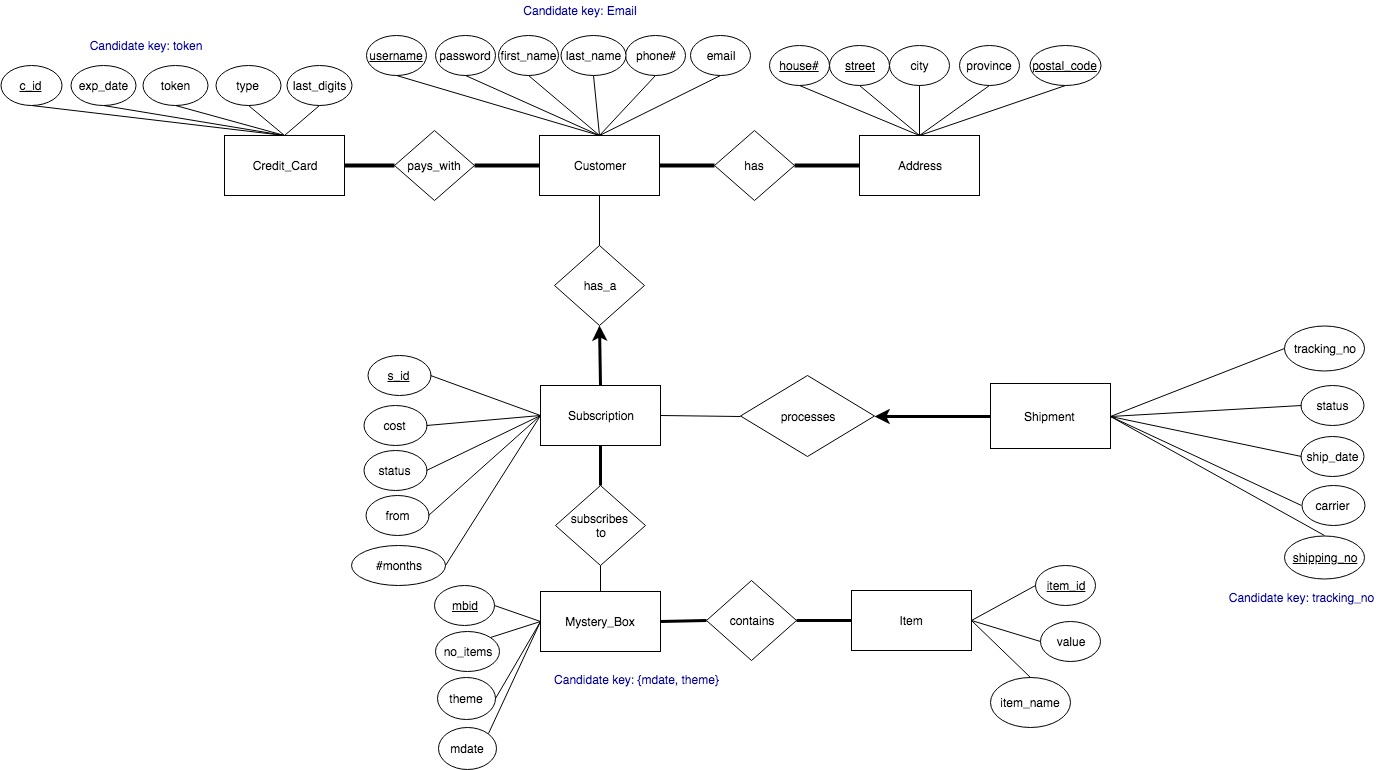 Candidate key: Email
Candidate key: token
username
password
first_name
last_name
phone#
email
house#
street
city
province
postal_code
c_id
exp_date
token
type
last_digits
Credit_Card
pays_with
Customer
has
Address
has_a
s_id
cost
status
from
#months
Subscription
processes
Shipment
tracking_no
status
ship_date
carrier
shipping_no
Candidate key: tracking_no
subscribes
to
mbid
no_items
theme
mdate
Mystery_Box
contains
Item
item_id
value
item_name
Candidate key: {mdate, theme}